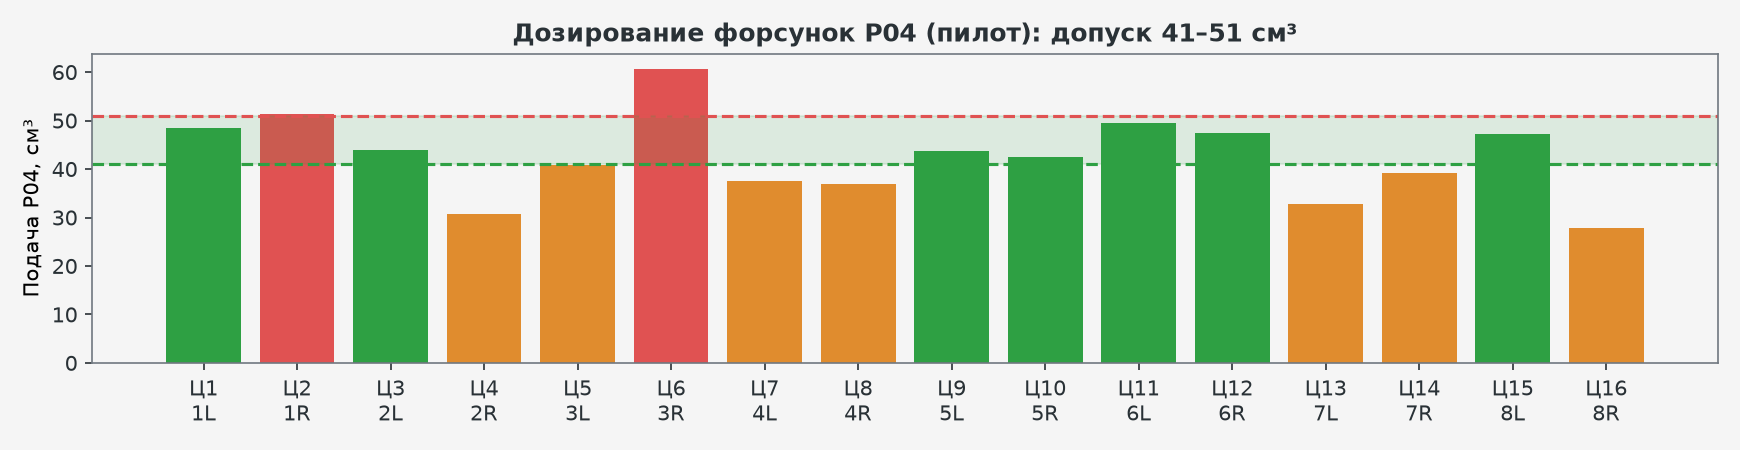 Дозирование форсунок P04 (пилот): допуск 41–51 см³
Подача P04, см³
60
50
40
30
20
10
0
Ц1 Ц2 Ц3 Ц4 Ц5 Ц6 Ц7 Ц8 Ц9 Ц10 Ц11 Ц12 Ц13 Ц14 Ц15 Ц16
1L 1R 2L 2R 3L 3R 4L 4R 5L 5R 6L 6R 7L 7R 8L 8R